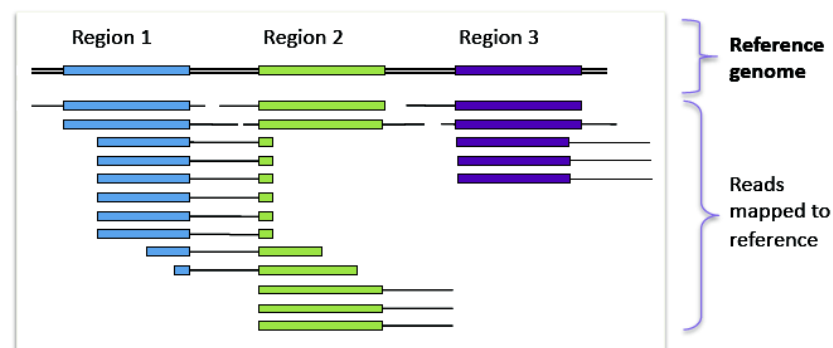 Region 1 Region 2 Region 3
Reference
genome
Reads
mapped to
reference